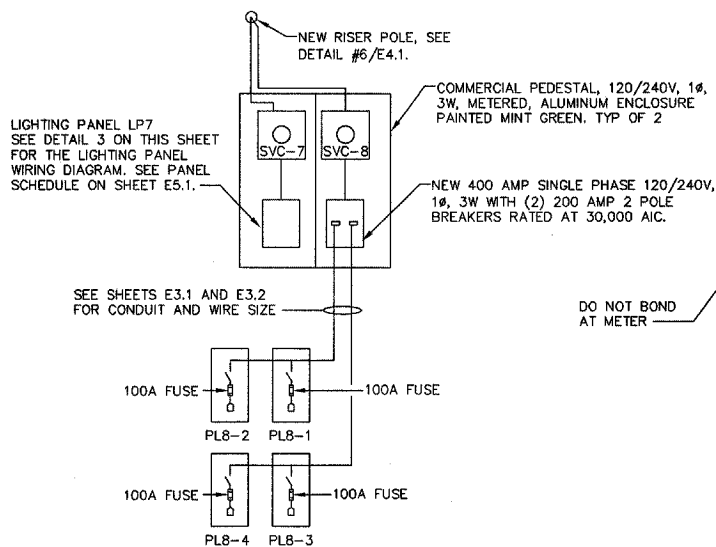 NEW RISER POLE, SEE
DETAIL #6/E4.1.
COMMERCIAL PEDESTAL, 120/240V, 1ø,
3W, METERED, ALUMINUM ENCLOSURE
PAINTED MINT GREEN. TYP OF 2
LIGHTING PANEL LP7
SEE DETAIL 3 ON THIS SHEET
FOR THE LIGHTING PANEL
WIRING DIAGRAM. SEE PANEL
SCHEDULE ON SHEET E5.1.
SVC-7
SVC-8
NEW 400 AMP SINGLE PHASE 120/240V,
1ø, 3W WITH (2) 200 AMP 2 POLE
BREAKERS RATED AT 30,000 AIC.
SEE SHEETS E3.1 AND E3.2
FOR CONDUIT AND WIRE SIZE
DO NOT BOND
AT METER
100A FUSE
100A FUSE
PL8-2
PL8-1
100A FUSE
100A FUSE
PL8-4
PL8-3